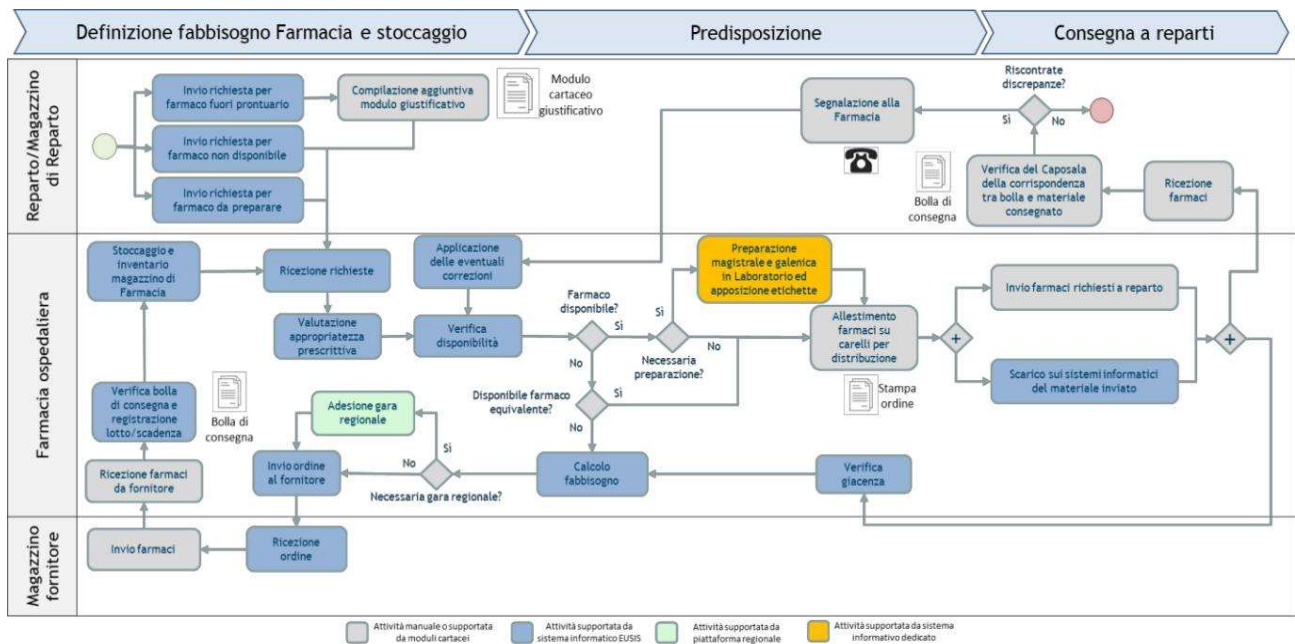 Definizione fabbisogno Farmacia e stoccaggio
Predisposizione
Consegna a reparti
Reparto/Magazzino
di Reparto
Invio richiesta per
farmaco fuori prontuario
Compilazione aggiuntiva
modulo giustificativo
Modulo
cartaceo
giustificativo
Invio richiesta per
farmaco non disponibile
Invio richiesta per
farmaco da preparare
Segnalazione alla
Farmacia
Riscontrate
discrepanze?
Sì
No
Bolla di
consegna
Verifica del Caposala
della corrispondenza
tra bolla e materiale
consegnato
Ricezione
farmaci
Farmacia ospedaliera
Stoccaggio e
inventario
magazzino di
Farmacia
Ricezione richieste
Applicazione
delle eventuali
correzioni
Preparazione
magistrale e galenica
in Laboratorio ed
apposizione etichette
Invio farmaci richiesti a reparto
Valutazione
appropriatezza
prescrittiva
Verifica
disponibilità
Farmaco
disponibile?
Sì
No
Sì
No
Necessaria
preparazione?
Allestimento
farmaci su
carelli per
distribuzione
Stampa
ordine
Scarico sui sistemi informatici
del materiale inviato
Verifica bolla
di consegna e
registrazione
lotto/scadenza
Bolla di
consegna
Disponibile farmaco
equivalente?
Sì
No
Adesione gara
regionale
Sì
No
Necessaria gara regionale?
Ricezione farmaci
da fornitore
Invio ordine
al fornitore
Calcolo
fabbisogno
Verifica
giacenza
Magazzino
fornitore
Invio farmaci
Ricezione
ordine
Attività manuale o supportata
da moduli cartacei
Attività supportata da
sistema informatico EUSIS
Attività supportata da
piattaforma regionale
Attività supportata da sistema
informativo dedicato